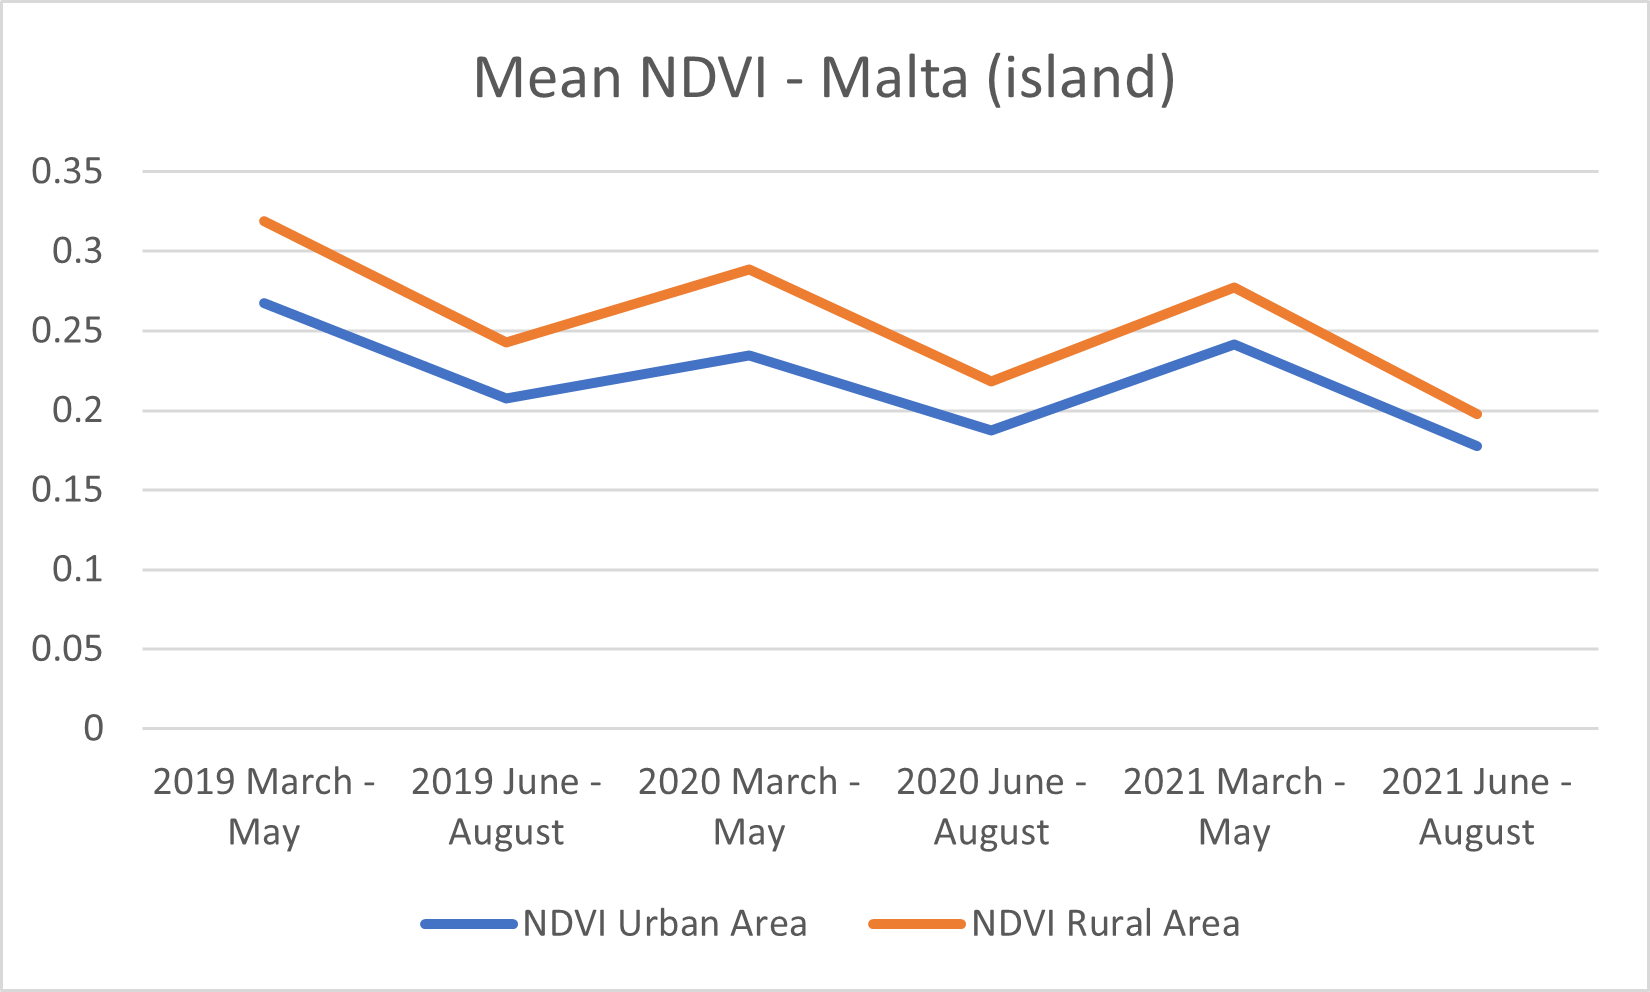 Mean NDVI - Malta (island)
0.35
0.3
0.25
0.2
0.15
0.1
0.05
0
2019 March - May
2019 June - August
2020 March - May
2020 June - August
2021 March - May
2021 June - August
NDVI Urban Area
NDVI Rural Area